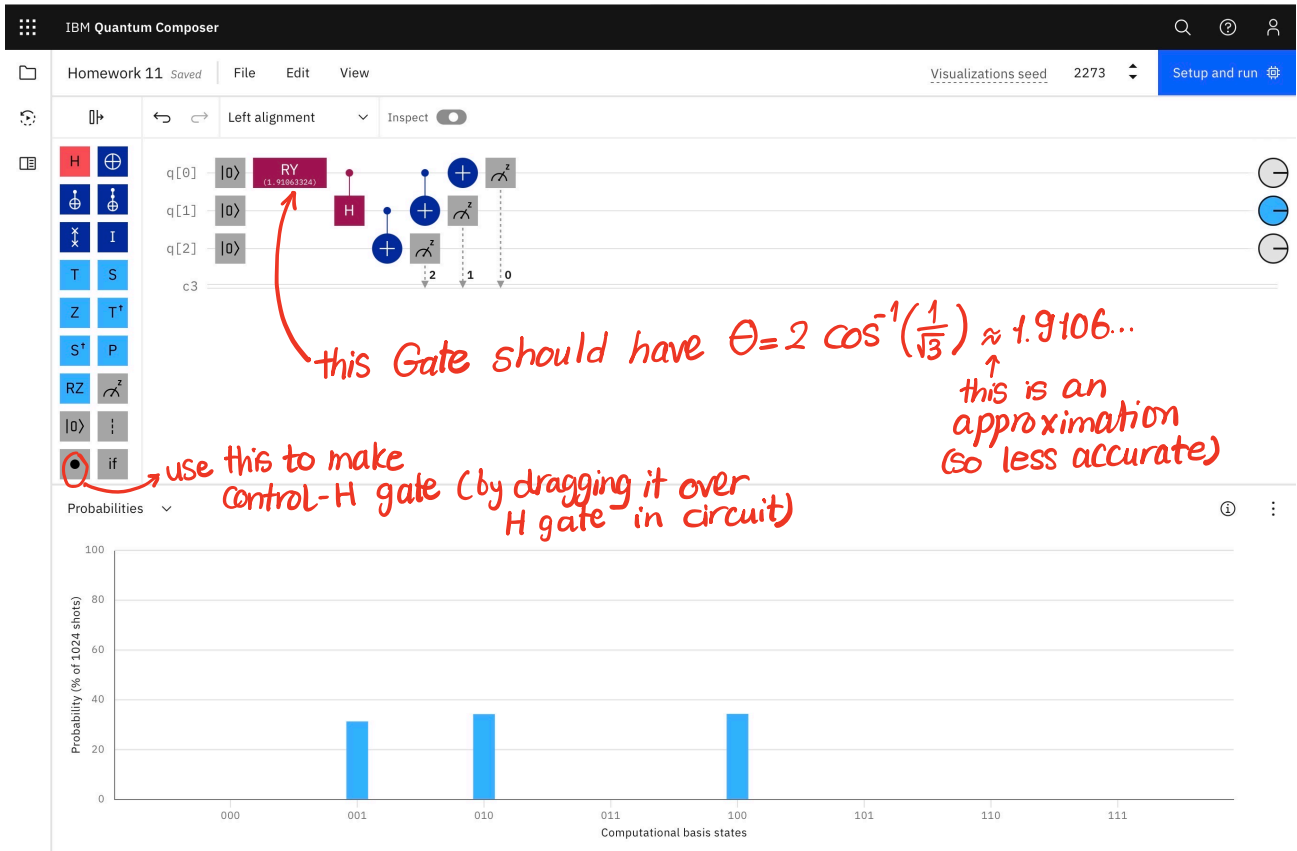 IBM Quantum Composer
Homework 11 Saved File Edit View Visualizations seed 2273 Setup and run
Left alignment Inspect
H
I
T S
Z T†
S† P
RZ z
|0⟩
if
q[0] |0⟩ RY z
(1.91063324)
q[1] |0⟩ H z
q[2] |0⟩ z
2 1 0
c3
this Gate should have θ=2 cos⁻¹(1/√3) ≈ 1.9106...
this is an
approximation
(so less accurate)
use this to make
control-H gate (by dragging it over
H gate in circuit)
Probabilities
Probability (% of 1024 shots)
100
80
60
40
20
0
000 001 010 011 100 101 110 111
Computational basis states